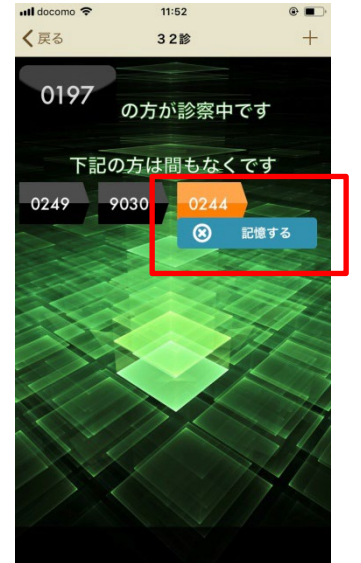 docomo 11:52
戻る 32診
0197 の方が診察中です
下記の方は間もなくです
0249 9030 0244
記憶する